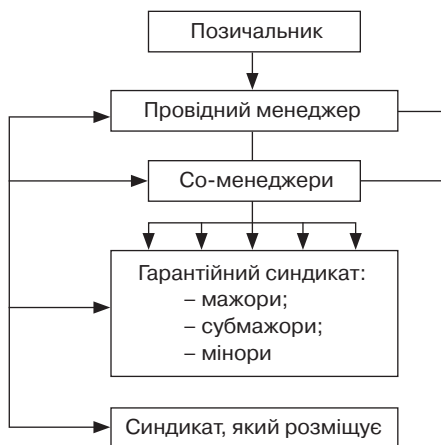 Позичальник
Провідний менеджер
Со-менеджери
Гарантійний синдикат:
– мажори;
– субмажори;
– мінори
Синдикат, який розміщує